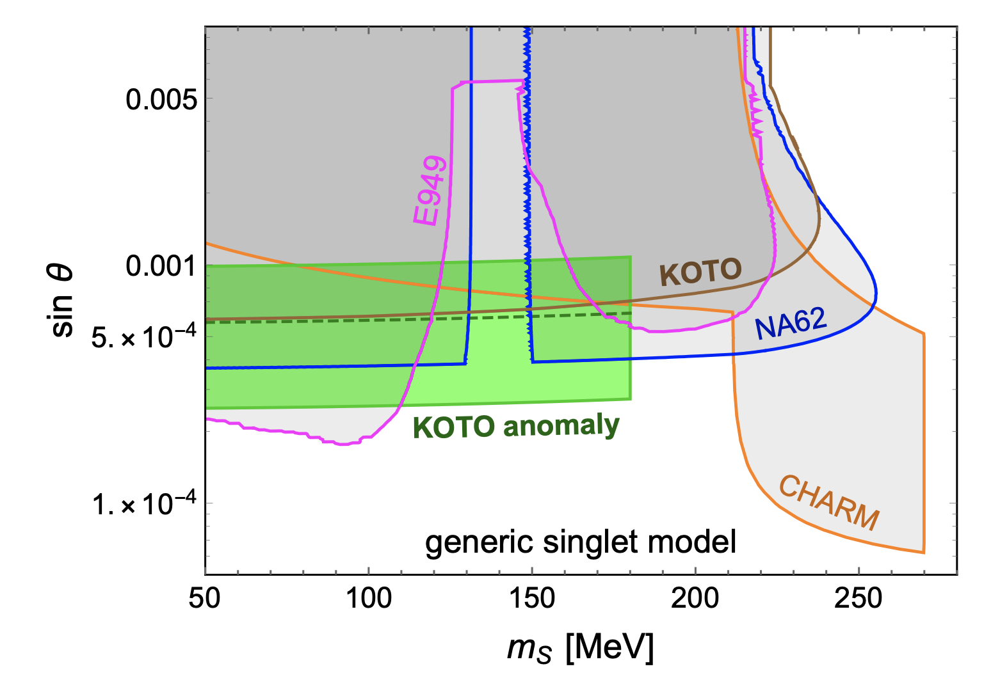 0.005
0.001
5.×10⁻⁴
1.×10⁻⁴
sin θ
E949
KOTO
NA62
KOTO anomaly
CHARM
generic singlet model
50 100 150 200 250
m_S [MeV]